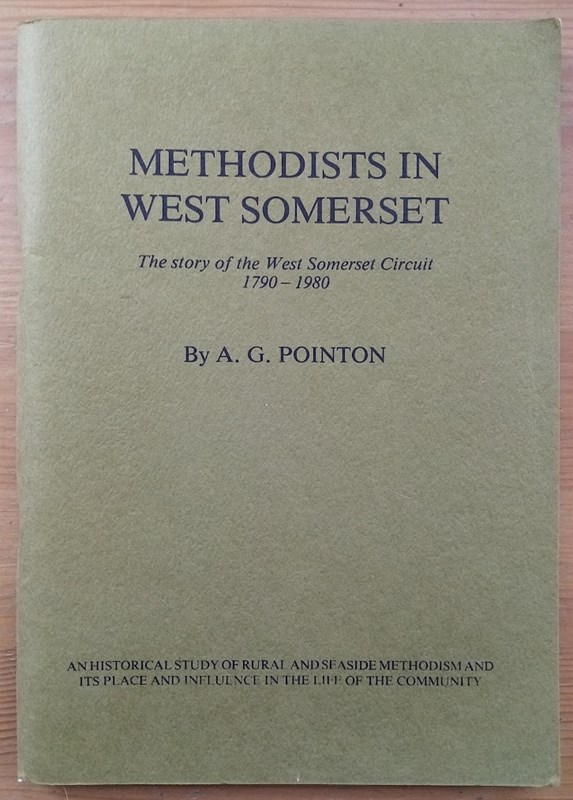 METHODISTS IN
WEST SOMERSET
The story of the West Somerset Circuit
1790 – 1980
By A. G. POINTON
AN HISTORICAL STUDY OF RURAL AND SEASIDE METHODISM AND
ITS PLACE AND INFLUENCE IN THE LIFE OF THE COMMUNITY